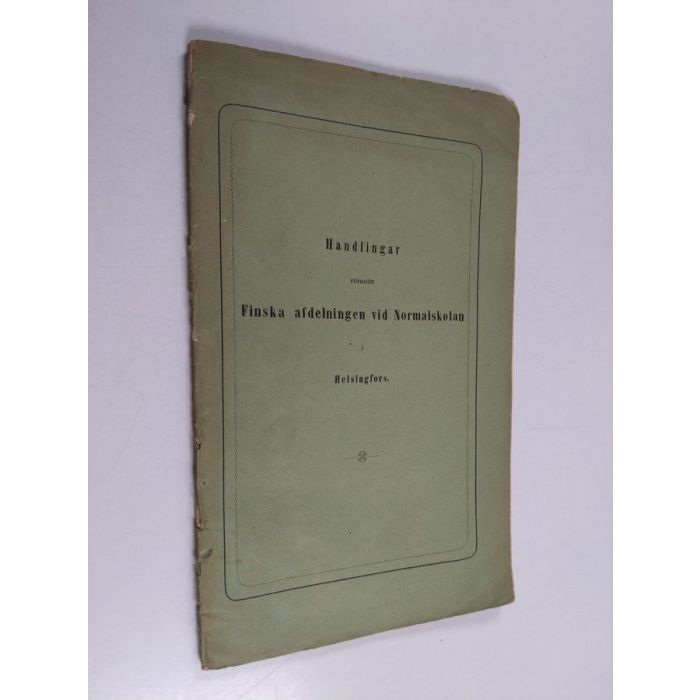 Handlingar
rörande
Finska afdelningen vid Normalskolan
i
Helsingfors.